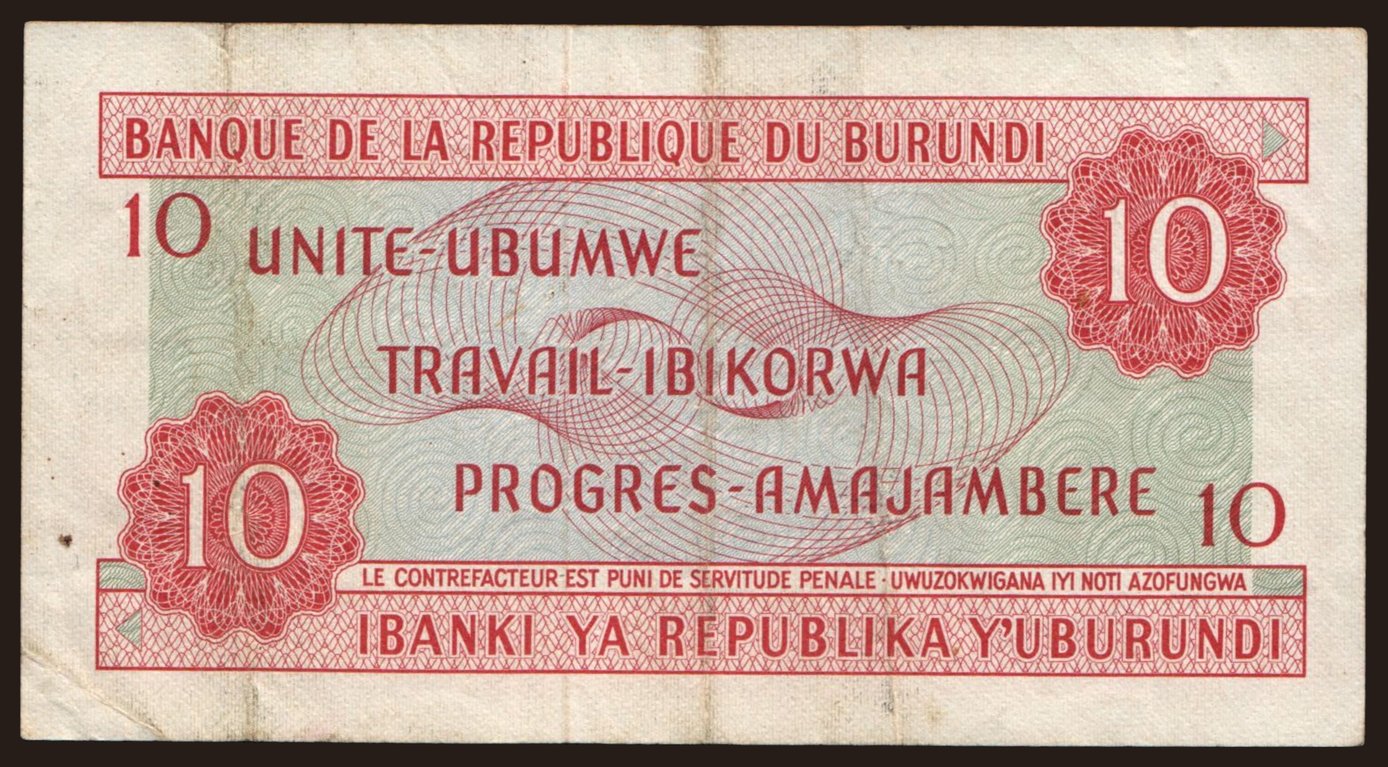 BANQUE DE LA REPUBLIQUE DU BURUNDI
10
10
UNITE-UBUMWE
TRAVAIL-IBIKORWA
PROGRES-AMAJAMBERE
10
10
LE CONTREFACTEUR EST PUNI DE SERVITUDE PENALE · UWUZOKWIGANA IYI NOTI AZOFUNGWA
IBANKI YA REPUBLIKA Y'UBURUNDI